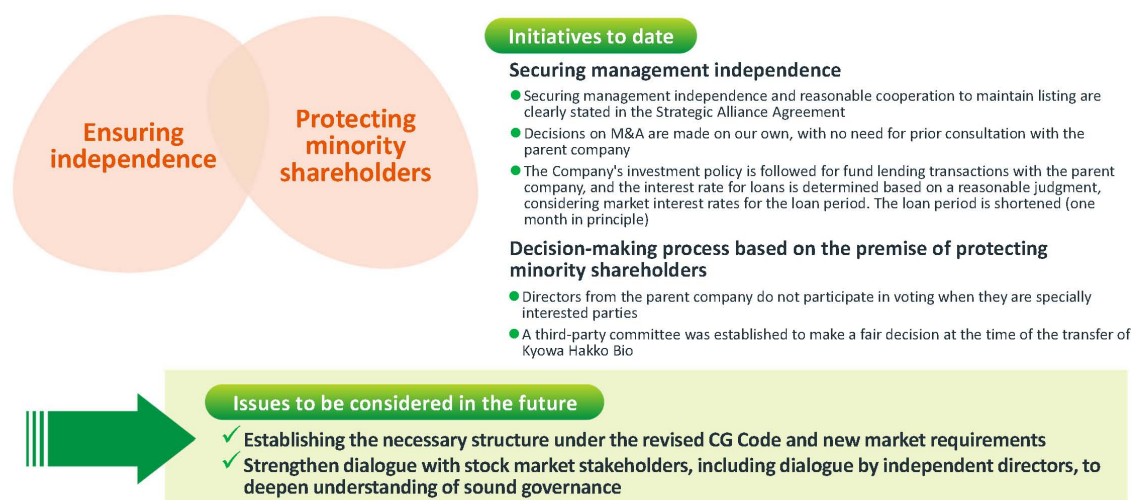 Ensuring
independence
Protecting
minority
shareholders
Initiatives to date
Securing management independence
Securing management independence and reasonable cooperation to maintain listing are
clearly stated in the Strategic Alliance Agreement
Decisions on M&A are made on our own, with no need for prior consultation with the
parent company
The Company's investment policy is followed for fund lending transactions with the parent
company, and the interest rate for loans is determined based on a reasonable judgment,
considering market interest rates for the loan period. The loan period is shortened (one
month in principle)
Decision-making process based on the premise of protecting
minority shareholders
Directors from the parent company do not participate in voting when they are specially
interested parties
A third-party committee was established to make a fair decision at the time of the transfer of
Kyowa Hakko Bio
Issues to be considered in the future
✓ Establishing the necessary structure under the revised CG Code and new market requirements
✓ Strengthen dialogue with stock market stakeholders, including dialogue by independent directors, to
deepen understanding of sound governance